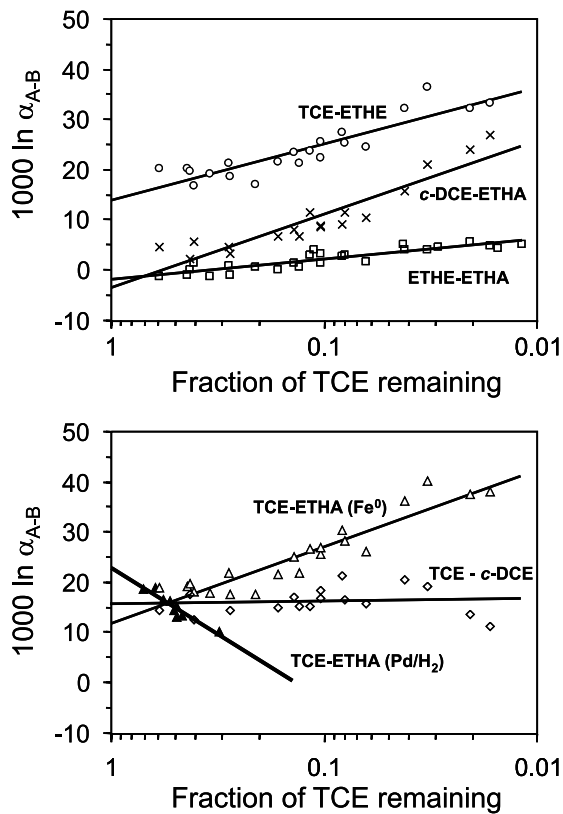 50
40
30
20
10
0
-10
1000 ln αA-B
TCE-ETHE
c-DCE-ETHA
ETHE-ETHA
1
0.1
0.01
Fraction of TCE remaining
50
40
30
20
10
0
-10
1000 ln αA-B
TCE-ETHA (Fe⁰)
TCE - c-DCE
TCE-ETHA (Pd/H₂)
1
0.1
0.01
Fraction of TCE remaining